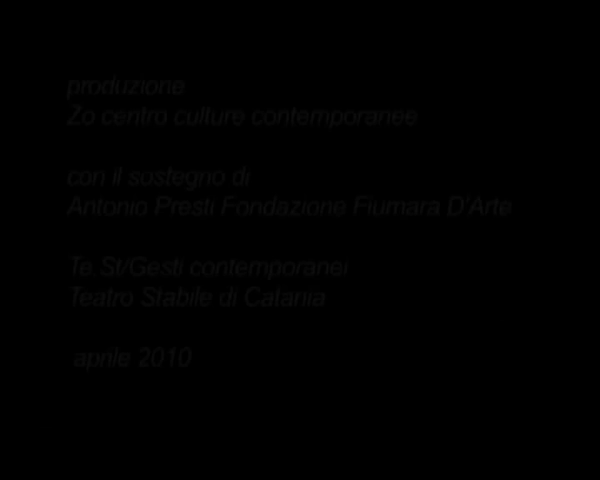 produzione
Zo centro culture contemporanee
con il sostegno di
Antonio Presti Fondazione Fiumara D'Arte
Te.St/Gesti contemporanei
Teatro Stabile di Catania
aprile 2010